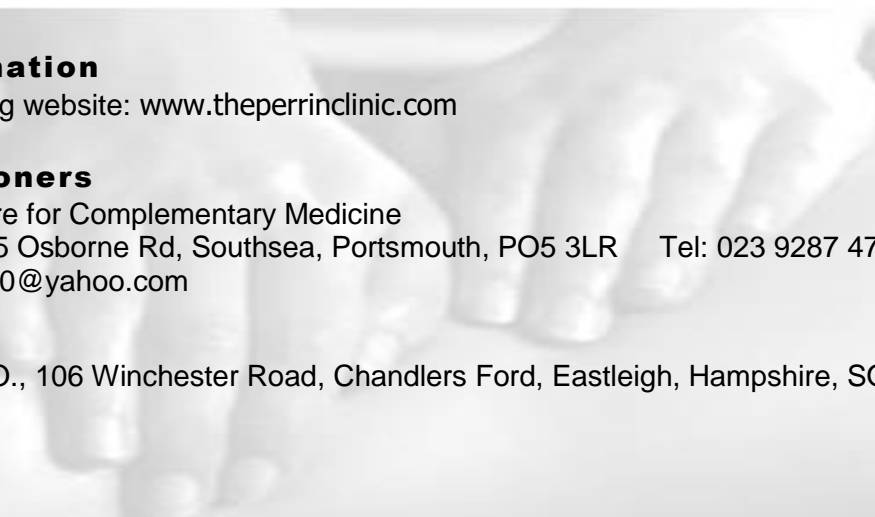 nation
g website: www.theperrinclinic.com
oners
re for Complementary Medicine
5 Osborne Rd, Southsea, Portsmouth, PO5 3LR Tel: 023 9287 47
0@yahoo.com
O., 106 Winchester Road, Chandlers Ford, Eastleigh, Hampshire, SO